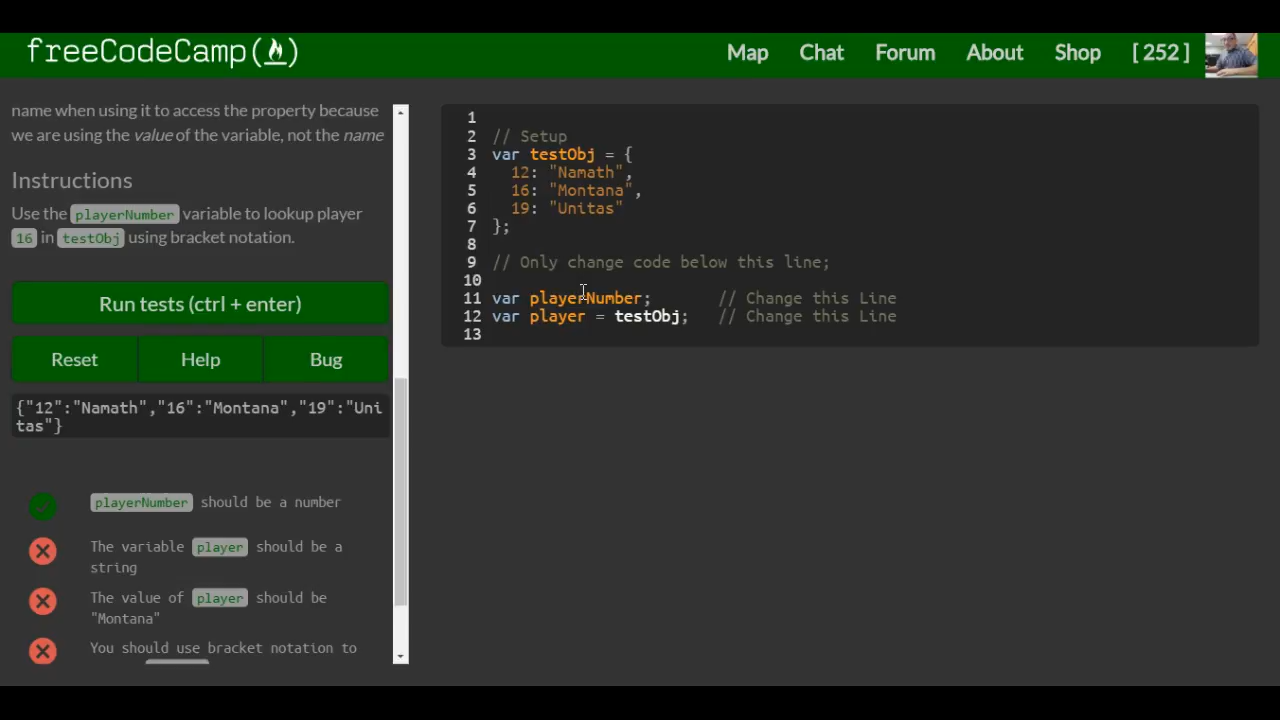 freeCodeCamp(🔥)
Map Chat Forum About Shop [ 252 ]
name when using it to access the property because
we are using the value of the variable, not the name
Instructions
Use the playerNumber variable to lookup player
16 in testObj using bracket notation.
Run tests (ctrl + enter)
Reset Help Bug
{"12":"Namath","16":"Montana","19":"Uni
tas"}
playerNumber should be a number
The variable player should be a
string
The value of player should be
"Montana"
You should use bracket notation to
1
2 // Setup
3 var testObj = {
4 12: "Namath",
5 16: "Montana",
6 19: "Unitas"
7 };
8
9 // Only change code below this line;
10
11 var playerNumber; // Change this Line
12 var player = testObj; // Change this Line
13